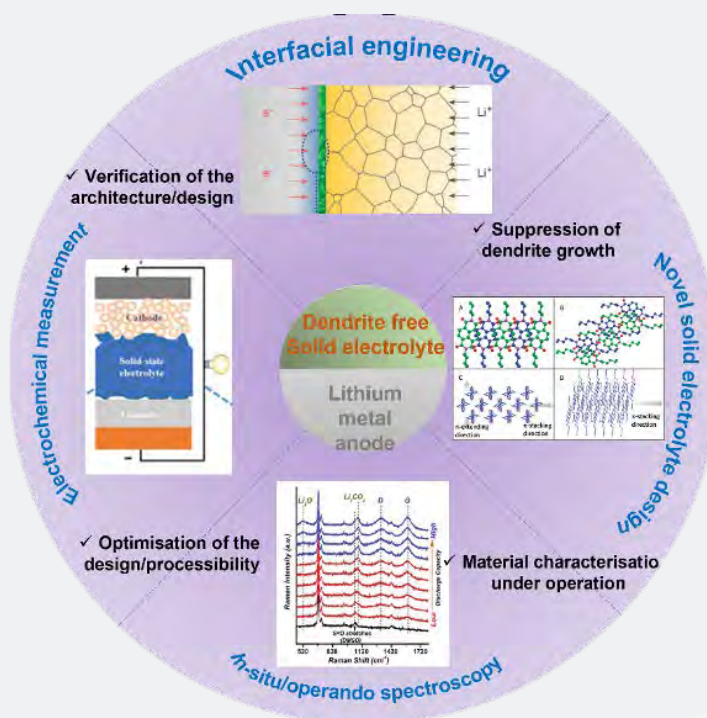 Interfacial engineering
e⁻
Li⁺
e⁻
Li⁺
✓ Verification of the
architecture/design
✓ Suppression of
dendrite growth
Electrochemical measurement
+
Cathode
Solid-state
electrolyte
−
Dendrite free
Solid electrolyte
Lithium
metal
anode
Novel solid electrolyte design
A
B
C
D
π-extending
direction
π-stacking
direction
π-stacking
direction
✓ Optimisation of the
design/processibility
✓ Material characterisatio
under operation
Li₂O
Li₂CO₃
D
G
Raman Intensity (a.u.)
High
Discharge Capacity
Low
S=O stretches
(DMSO)
520
820
1120
1420
1720
Raman Shift (cm⁻¹)
In-situ/operando spectroscopy